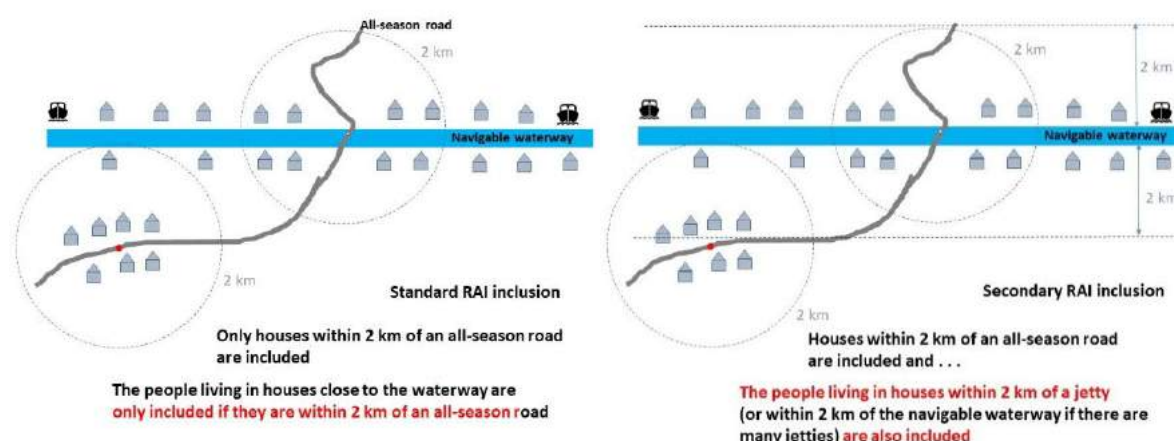 All-season road
2 km
Navigable waterway
2 km
Standard RAI inclusion
Only houses within 2 km of an all-season road
are included
The people living in houses close to the waterway are
only included if they are within 2 km of an all-season road
2 km
2 km
Navigable waterway
2 km
2 km
Secondary RAI inclusion
Houses within 2 km of an all-season road
are included and . . .
The people living in houses within 2 km of a jetty
(or within 2 km of the navigable waterway if there are
many jetties) are also included